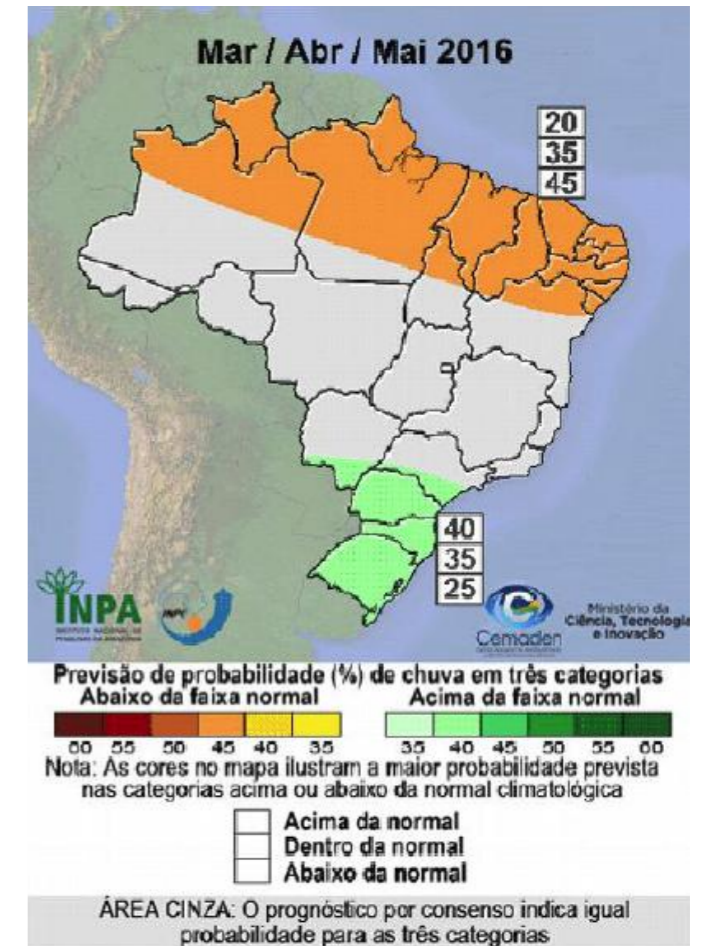 Mar / Abr / Mai 2016
20
35
45
40
35
25
INPA
INPE
Cemaden
Ministério da
Ciência, Tecnologia
e Inovação
Previsão de probabilidade (%) de chuva em três categorias
Abaixo da faixa normal
Acima da faixa normal
60 55 50 45 40 35
35 40 45 50 55 60
Nota: As cores no mapa ilustram a maior probabilidade prevista
nas categorias acima ou abaixo da normal climatológica
Acima da normal
Dentro da normal
Abaixo da normal
ÁREA CINZA: O prognóstico por consenso indica igual
probabilidade para as três categorias